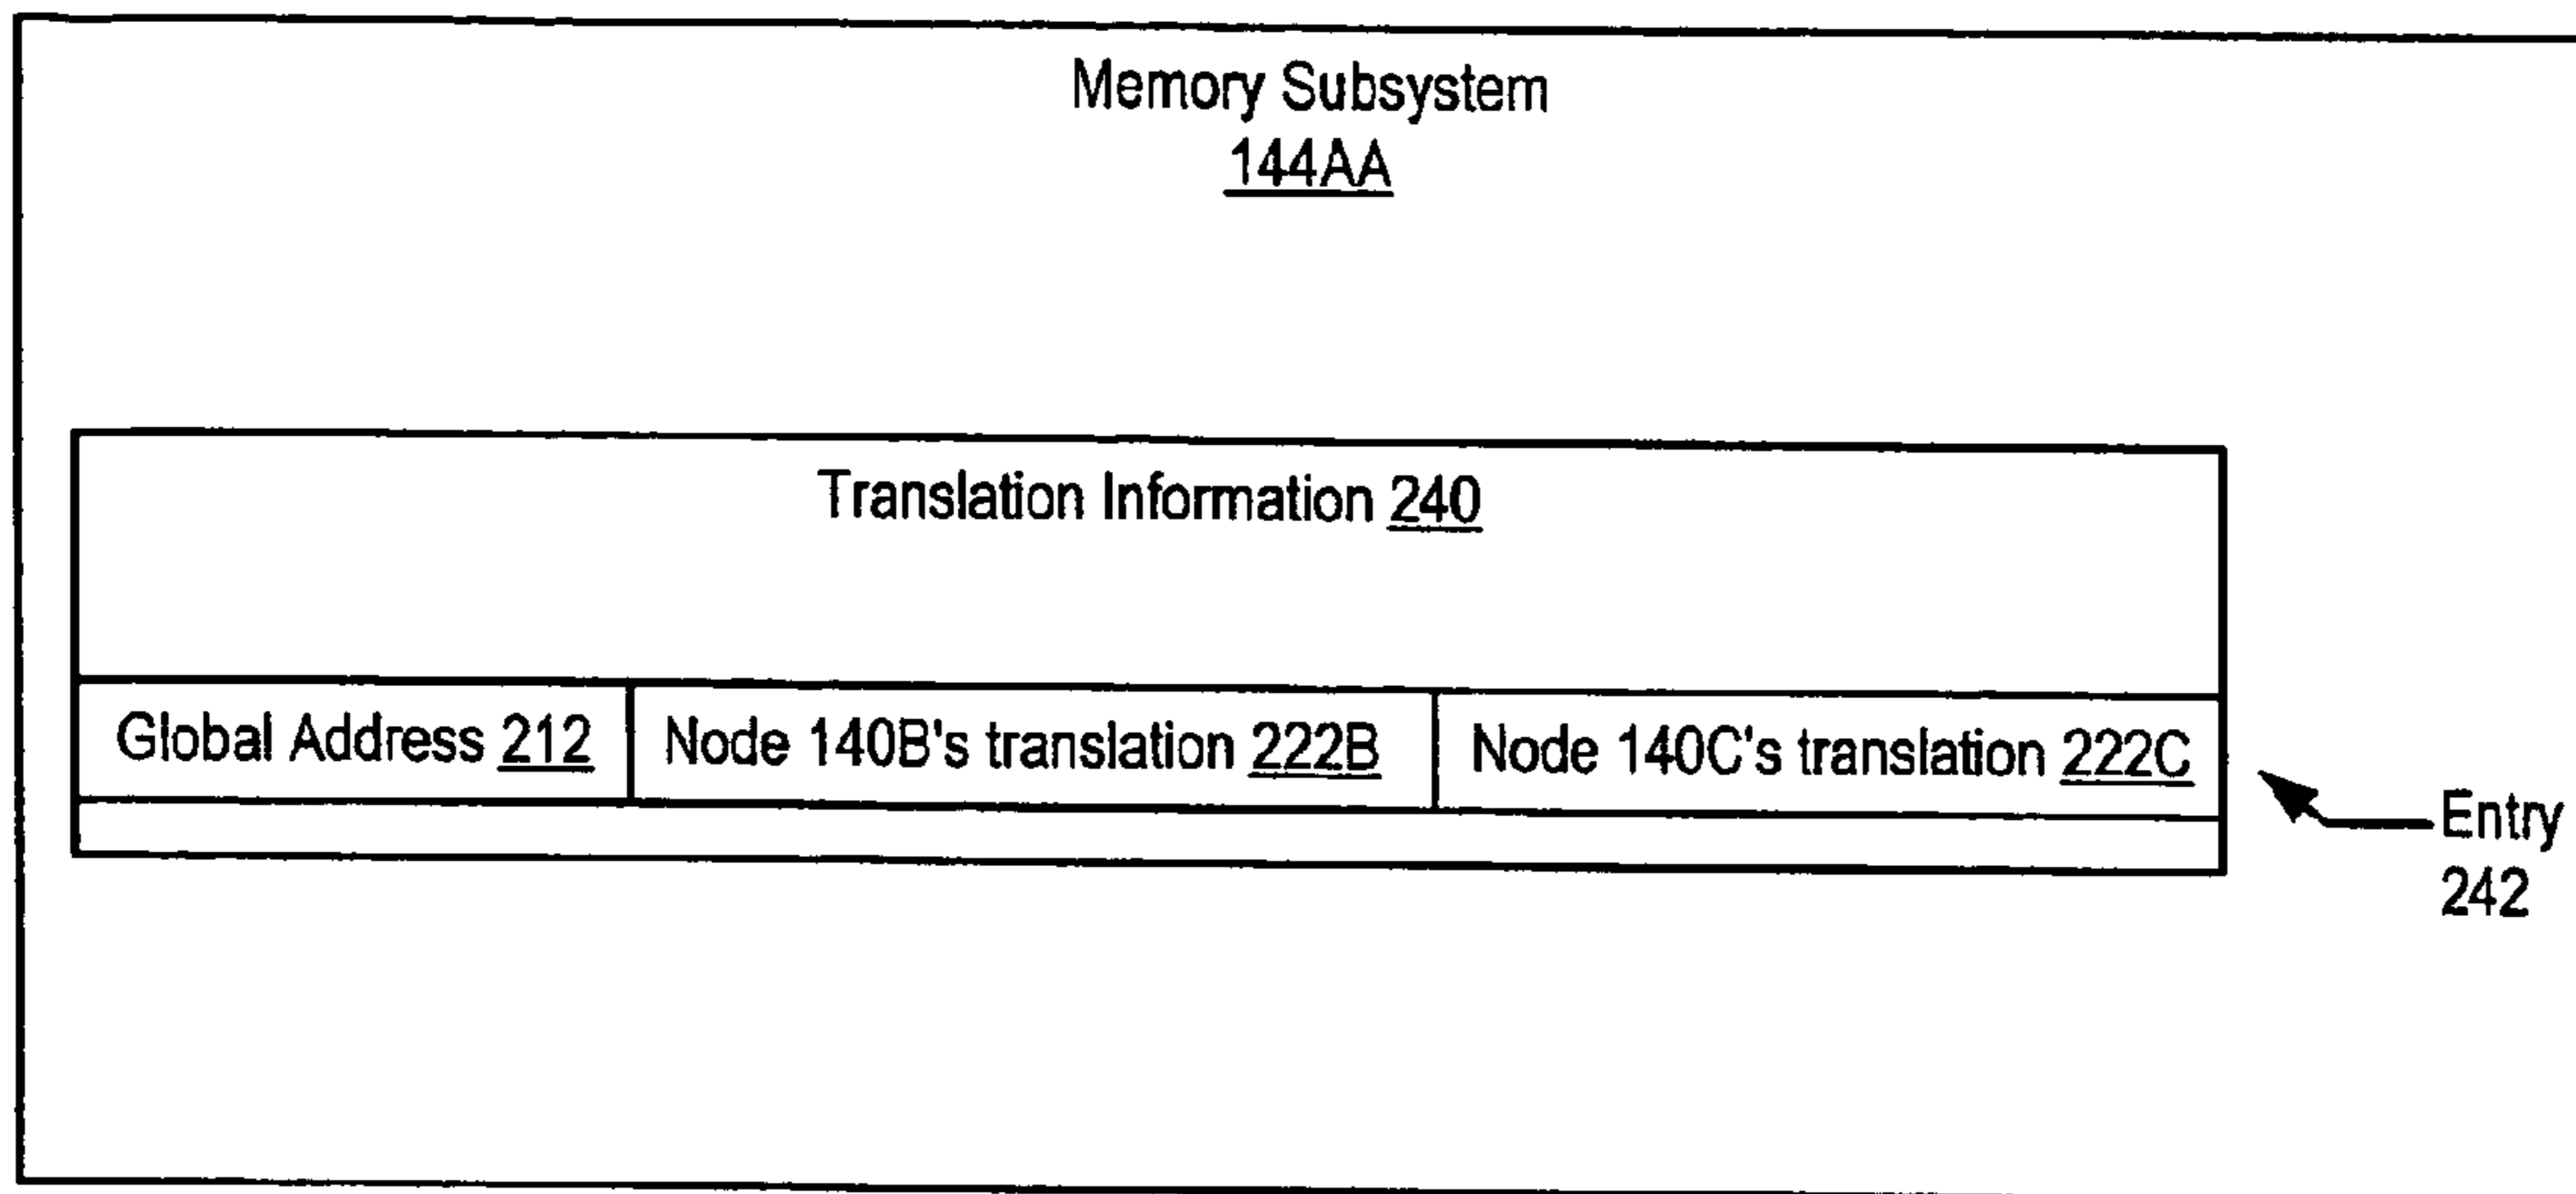 Memory Subsystem
144AA
Translation Information 240
Global Address 212
Node 140B's translation 222B
Node 140C's translation 222C
Entry
242